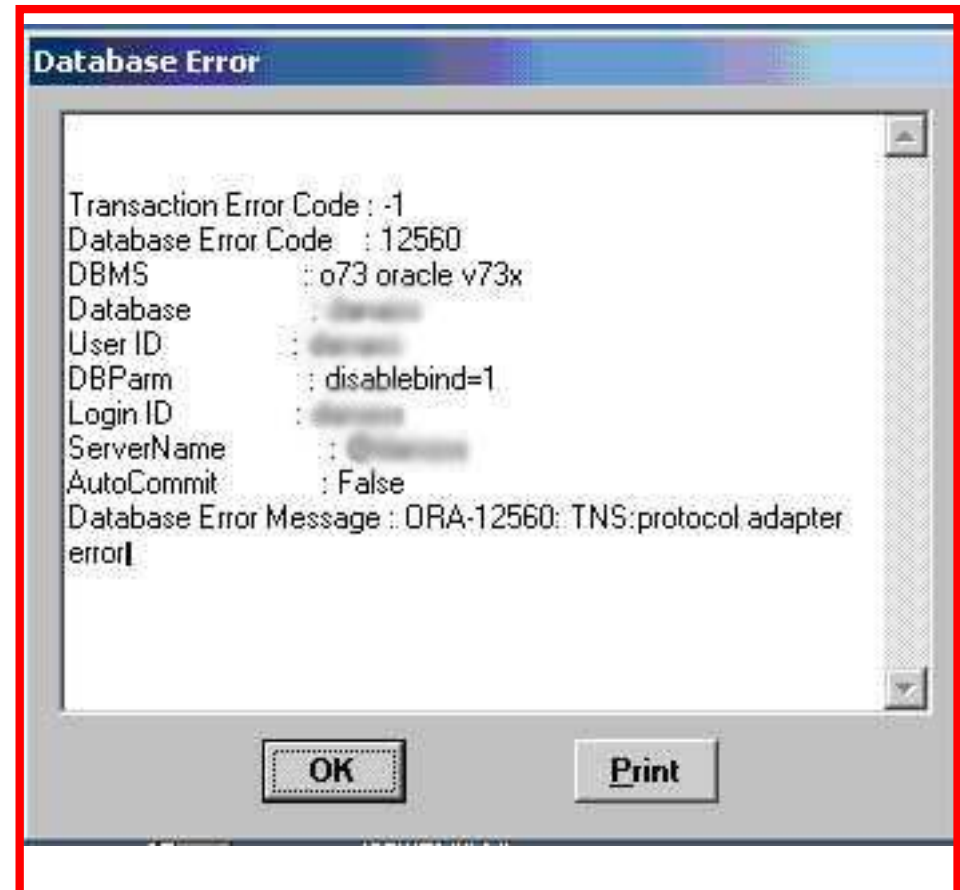 Database Error
Transaction Error Code : -1
Database Error Code : 12560
DBMS : o73 oracle v73x
Database :
User ID :
DBParm : disablebind=1
Login ID :
ServerName :
AutoCommit : False
Database Error Message : ORA-12560: TNS:protocol adapter
error
OK
Print